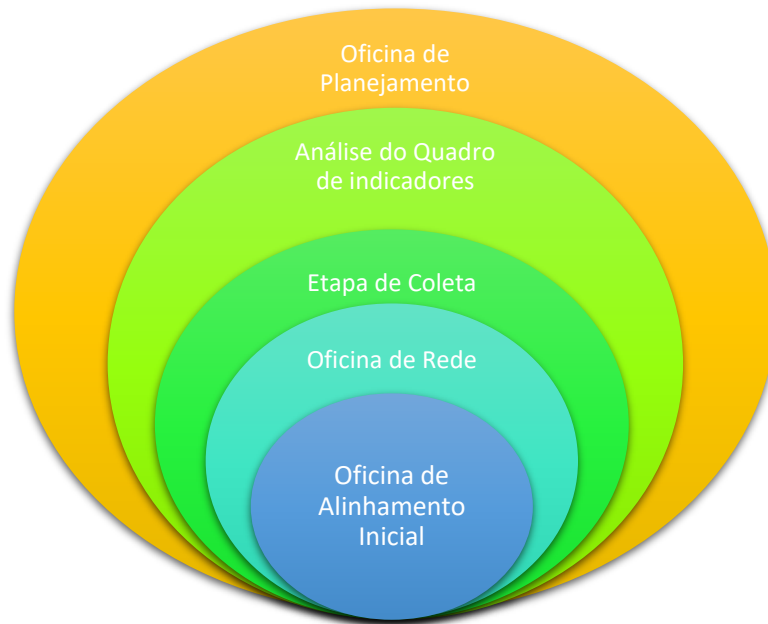 Oficina de
Planejamento
Análise do Quadro
de indicadores
Etapa de Coleta
Oficina de Rede
Oficina de
Alinhamento
Inicial